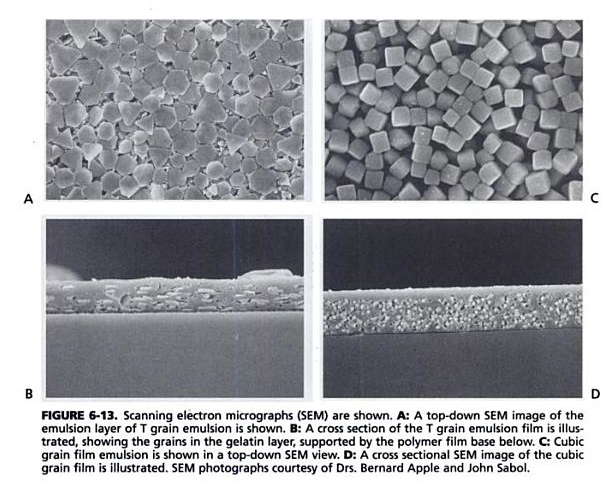 A
C
B
D
FIGURE 6-13. Scanning electron micrographs (SEM) are shown. A: A top-down SEM image of the
emulsion layer of T grain emulsion is shown. B: A cross section of the T grain emulsion film is illus-
trated, showing the grains in the gelatin layer, supported by the polymer film base below. C: Cubic
grain film emulsion is shown in a top-down SEM view. D: A cross sectional SEM image of the cubic
grain film is illustrated. SEM photographs courtesy of Drs. Bernard Apple and John Sabol.